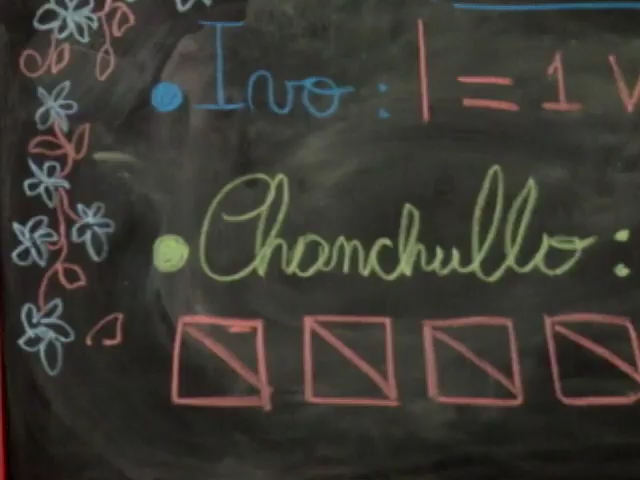 • Ivo: | = 1 V
• Chanchullo: